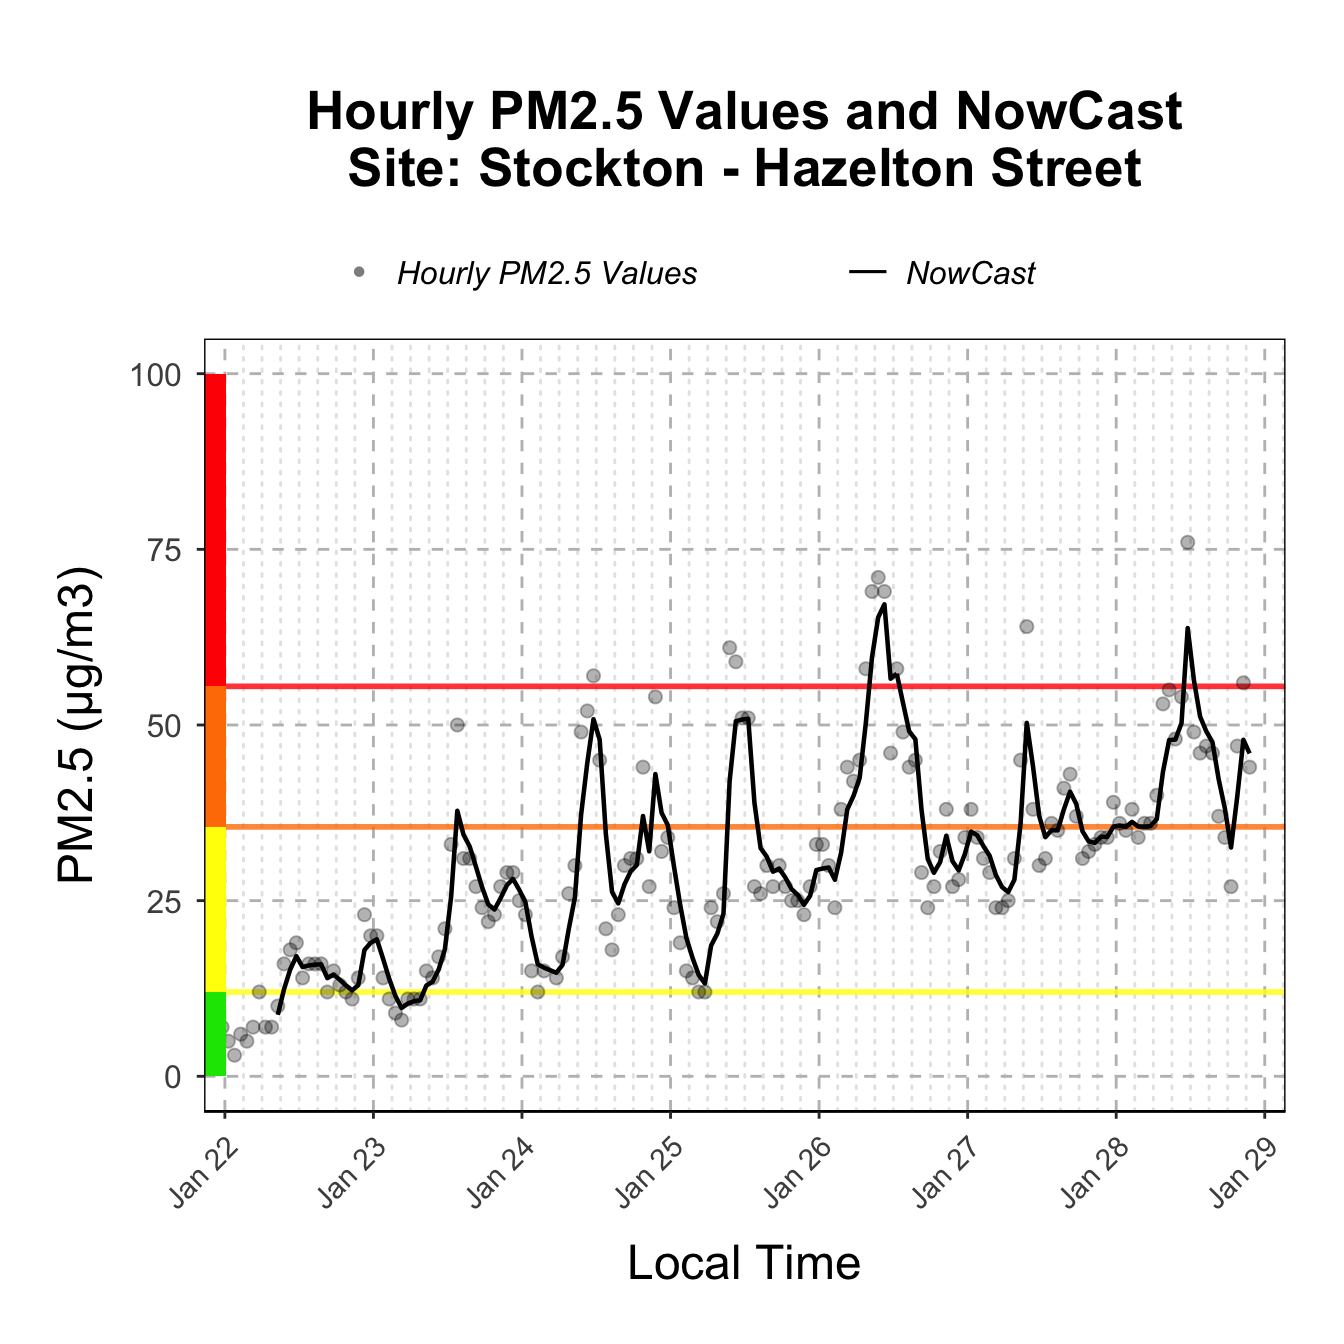 Hourly PM2.5 Values and NowCast
Site: Stockton - Hazelton Street
Hourly PM2.5 Values NowCast
100
75
50
25
0
PM2.5 (µg/m3)
Jan 22 Jan 23 Jan 24 Jan 25 Jan 26 Jan 27 Jan 28 Jan 29
Local Time